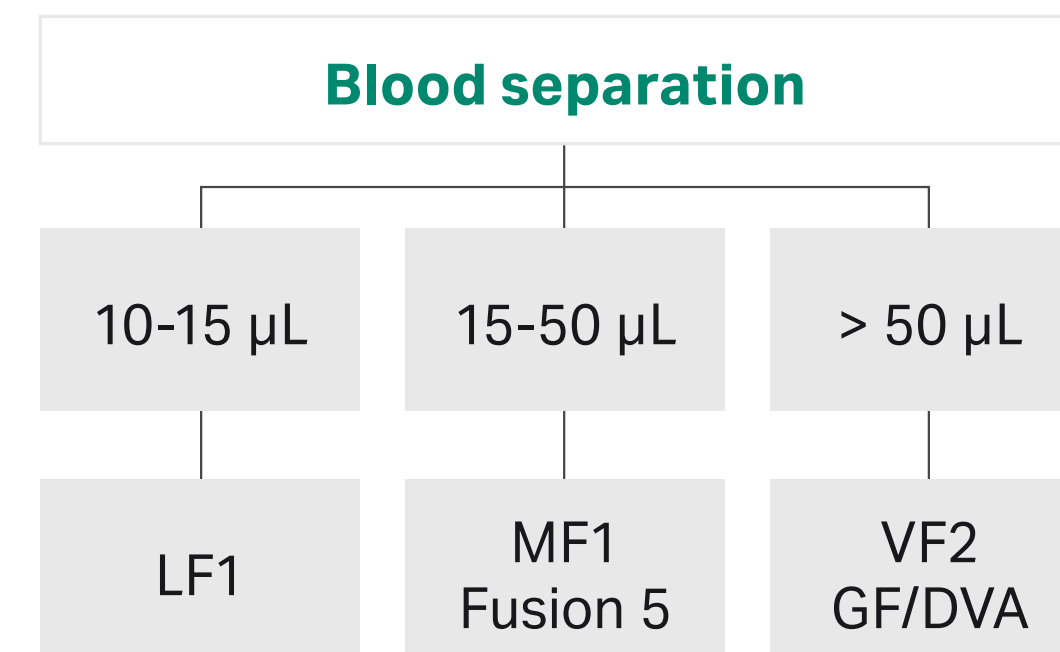 Blood separation
10-15 µL
15-50 µL
> 50 µL
LF1
MF1
Fusion 5
VF2
GF/DVA